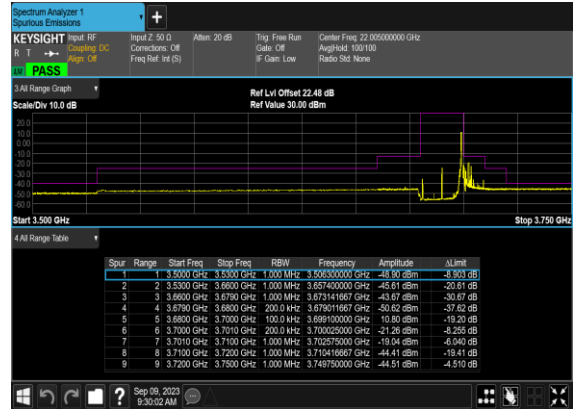 Spectrum Analyzer 1
Spurious Emissions
KEYSIGHT Input: RF Input Z: 50 Ω Atten: 20 dB Trig: Free Run Center Freq: 22.005000000 GHz
R T Coupling: DC Corrections: Off Gate: Off Avg|Hold: 100/100
Align: Off Freq Ref: Int (S) IF Gain: Low Radio Std: None
PASS
3 All Range Graph
Ref Lvl Offset 22.48 dB
Scale/Div 10.0 dB Ref Value 30.00 dBm
20.0
10.0
0.00
-10.0
-20.0
-30.0
-40.0
-50.0
-60.0
Start 3.500 GHz Stop 3.750 GHz
4 All Range Table
Spur Range Start Freq Stop Freq RBW Frequency Amplitude ΔLimit
1 1 3.5000 GHz 3.5300 GHz 1.000 MHz 3.506300000 GHz -48.90 dBm -8.903 dB
2 2 3.5300 GHz 3.6600 GHz 1.000 MHz 3.657400000 GHz -45.61 dBm -20.61 dB
3 3 3.6600 GHz 3.6790 GHz 1.000 MHz 3.673141667 GHz -43.67 dBm -30.67 dB
4 4 3.6790 GHz 3.6800 GHz 200.0 kHz 3.679011667 GHz -50.62 dBm -37.62 dB
5 5 3.6800 GHz 3.7000 GHz 100.0 kHz 3.699100000 GHz 10.80 dBm -19.20 dB
6 6 3.7000 GHz 3.7010 GHz 200.0 kHz 3.700025000 GHz -21.26 dBm -8.255 dB
7 7 3.7010 GHz 3.7100 GHz 1.000 MHz 3.702575000 GHz -19.04 dBm -6.040 dB
8 8 3.7100 GHz 3.7200 GHz 1.000 MHz 3.710416667 GHz -44.41 dBm -19.41 dB
9 9 3.7200 GHz 3.7500 GHz 1.000 MHz 3.749750000 GHz -44.51 dBm -4.510 dB
Sep 09, 2023
9:30:02 AM